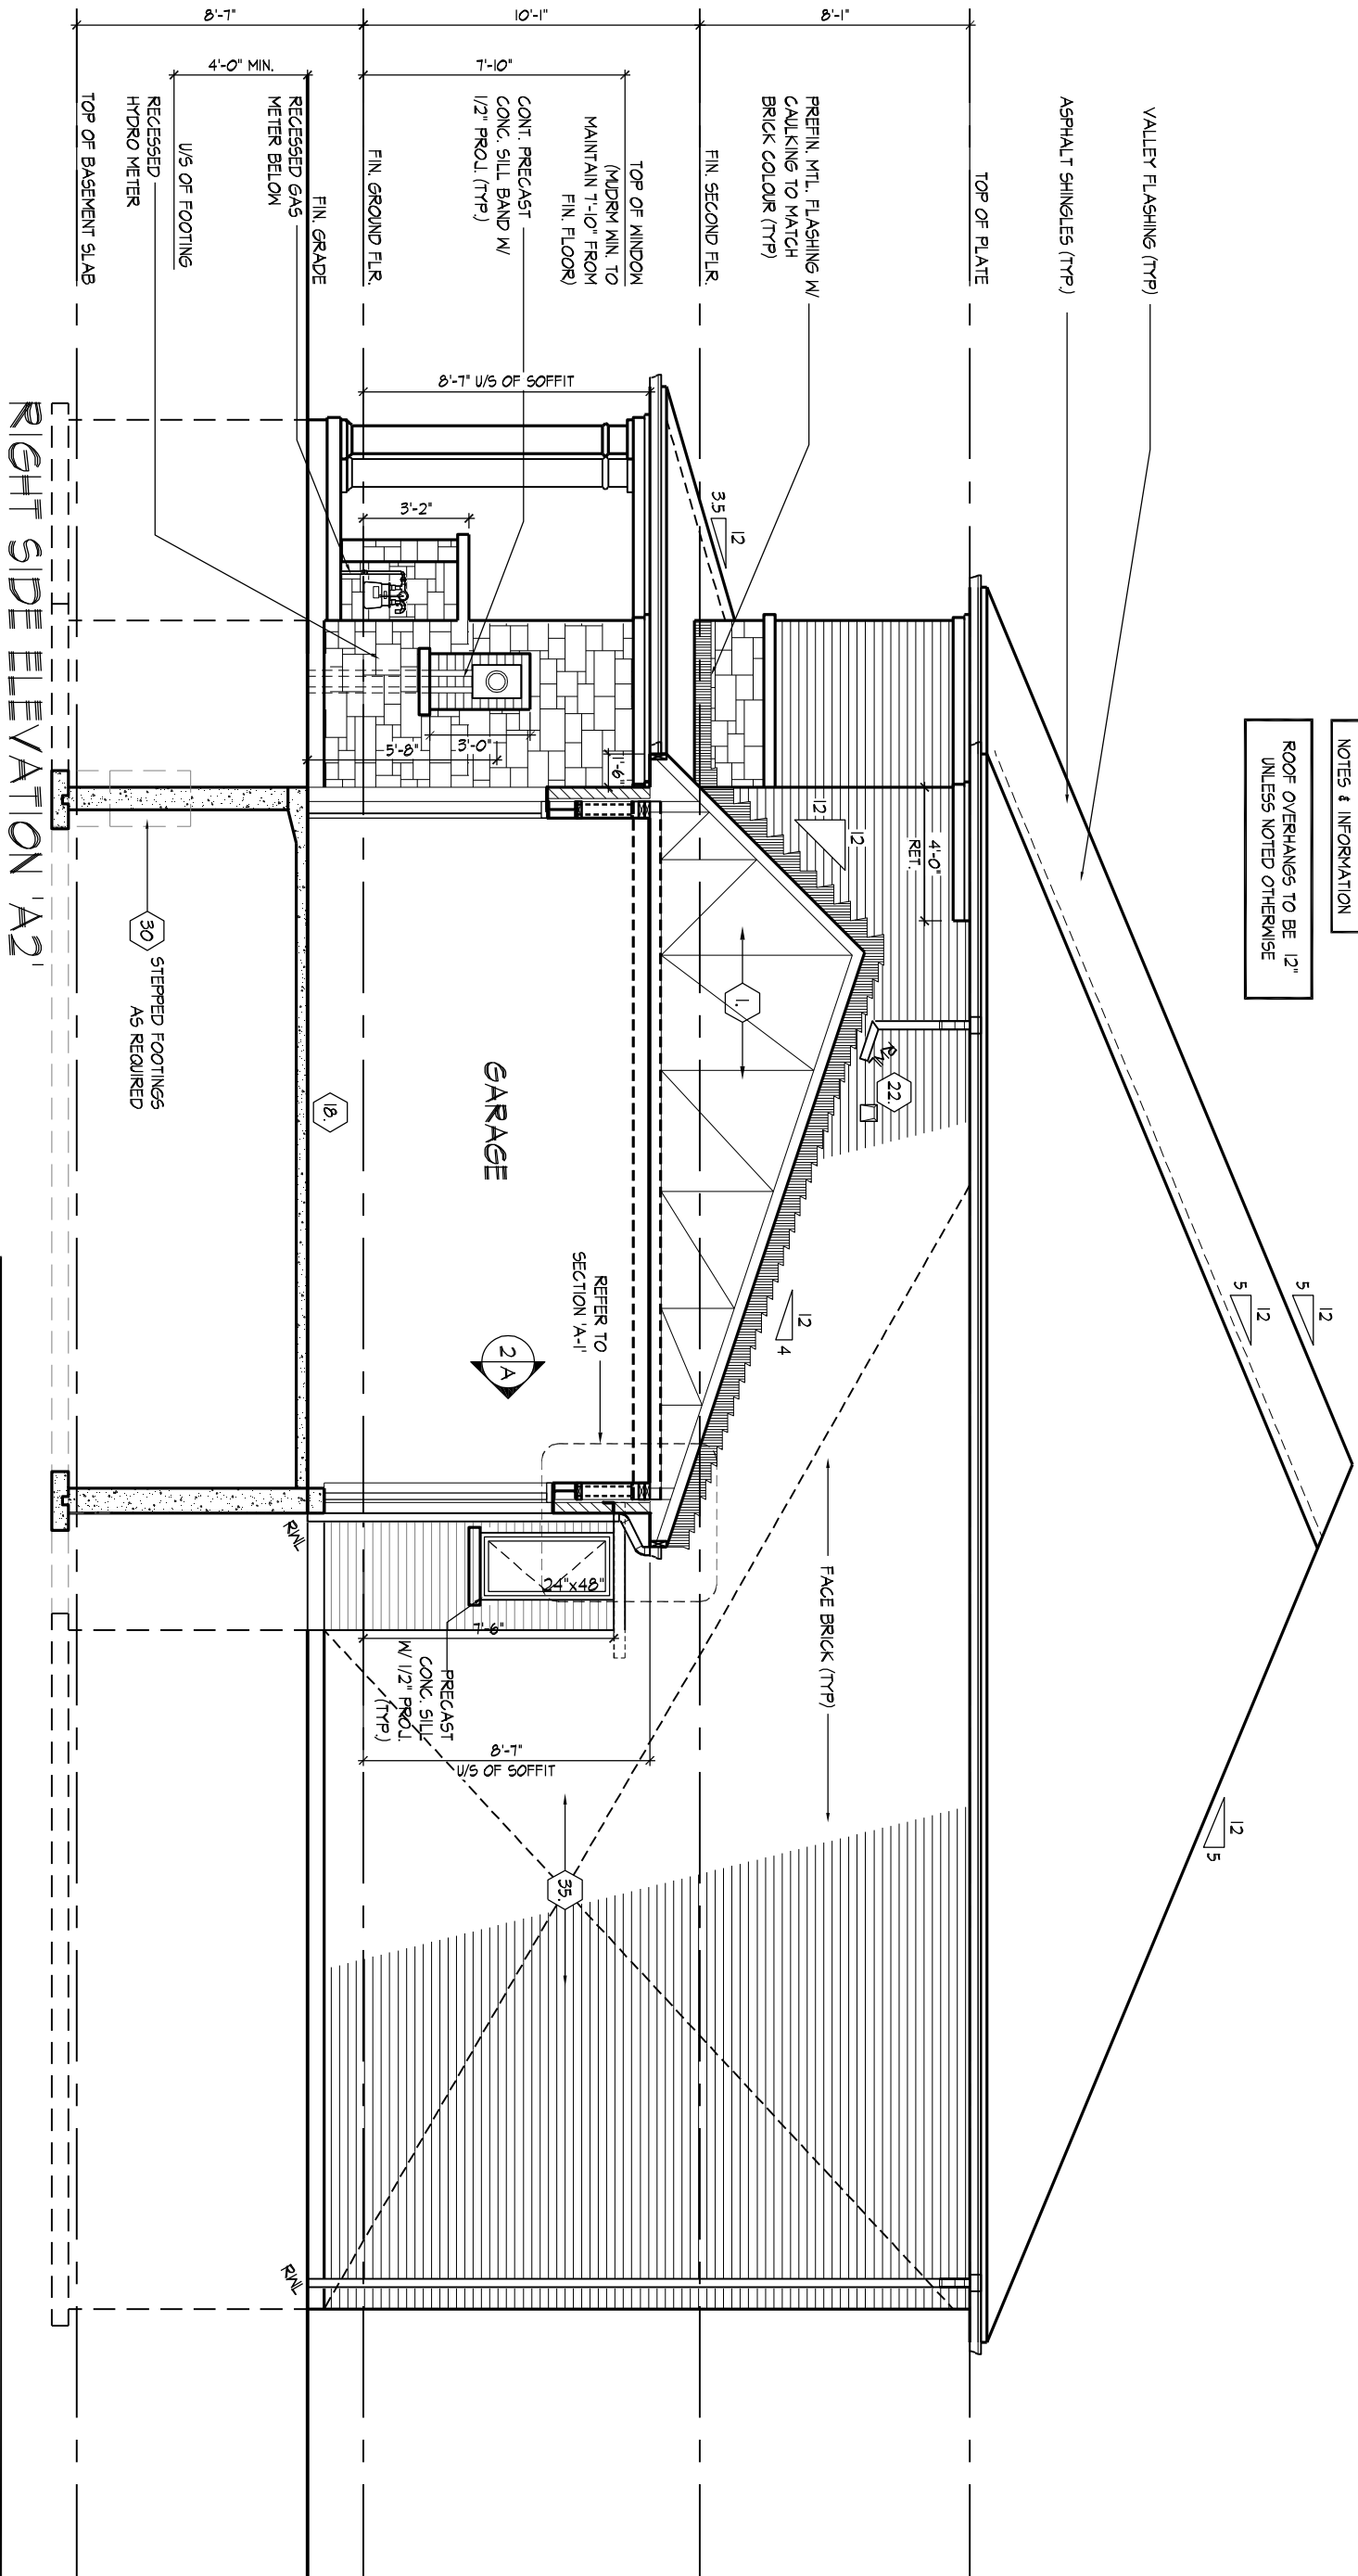 NOTES & INFORMATION
ROOF OVERHANGS TO BE 12"
UNLESS NOTED OTHERWISE
VALLEY FLASHING (TYP)
ASPHALT SHINGLES (TYP.)
12
5
12
5
12
5
TOP OF PLATE
8'-1"
PREFIN. MTL. FLASHING W/
CAULKING TO MATCH
BRICK COLOUR (TYP)
FIN. SECOND FLR.
12
3.5
4'-0"
RET.
12
12
22.
RWL
1.
12
4
FACE BRICK (TYP)
10'-1"
7'-10"
TOP OF WINDOW
(MUDRM WIN. TO
MAINTAIN 7'-10" FROM
FIN. FLOOR)
CONT. PRECAST
CONC. SILL BAND W/
1/2" PROJ. (TYP.)
FIN. GROUND FLR.
8'-7" U/S OF SOFFIT
3'-2"
1'-6"
3'-0"
5'-8"
GARAGE
REFER TO
SECTION 'A-1'
2 A
24"x48"
7'-6"
PRECAST
CONC. SILL
W/ 1/2" PROJ.
(TYP.)
8'-7"
U/S OF SOFFIT
35.
FIN. GRADE
RECESSED GAS
METER BELOW
8'-7"
4'-0" MIN.
U/S OF FOOTING
RECESSED
HYDRO METER
TOP OF BASEMENT SLAB
18.
RWL
RWL
30
STEPPED FOOTINGS
AS REQUIRED
RIGHT SIDE ELEVATION 'A2'